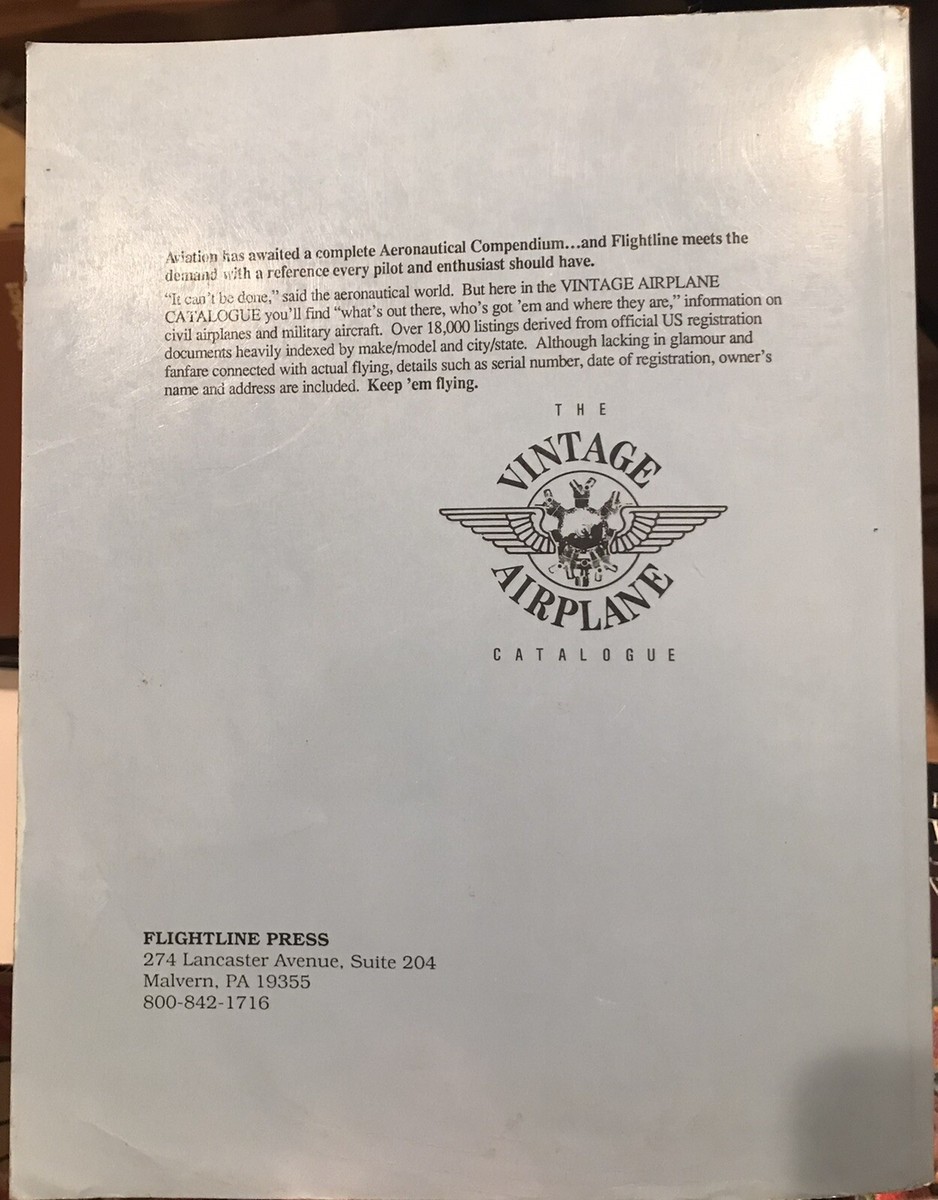 Aviation has awaited a complete Aeronautical Compendium...and Flightline meets the
demand with a reference every pilot and enthusiast should have.
“It can’t be done,” said the aeronautical world. But here in the VINTAGE AIRPLANE
CATALOGUE you’ll find “what’s out there, who’s got ’em and where they are,” information on
civil airplanes and military aircraft. Over 18,000 listings derived from official US registration
documents heavily indexed by make/model and city/state. Although lacking in glamour and
fanfare connected with actual flying, details such as serial number, date of registration, owner’s
name and address are included. Keep ’em flying.
THE
VINTAGE
AIRPLANE
CATALOGUE
FLIGHTLINE PRESS
274 Lancaster Avenue, Suite 204
Malvern, PA 19355
800-842-1716